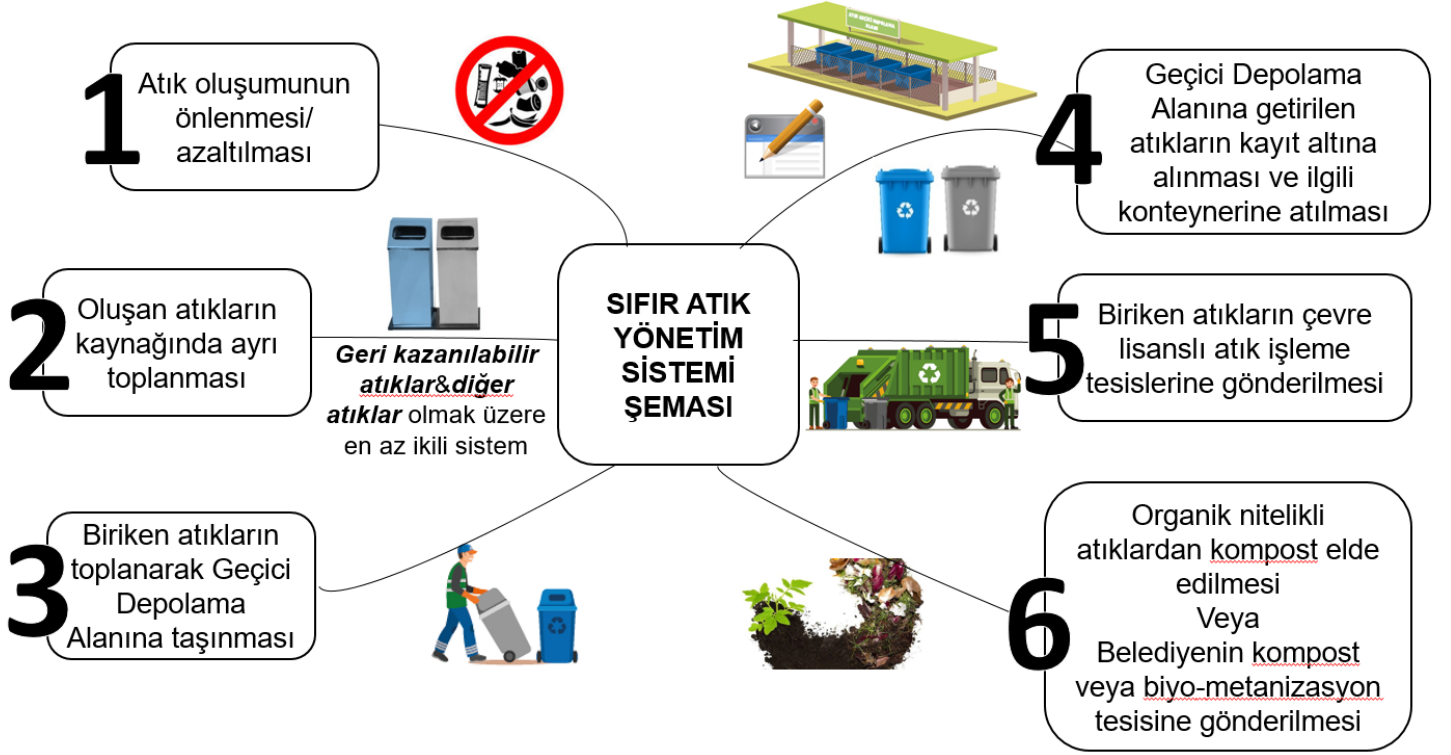 1
Atık oluşumunun
önlenmesi/
azaltılması
2
Oluşan atıkların
kaynağında ayrı
toplanması
Geri kazanılabilir
atıklar&diğer
atıklar olmak üzere
en az ikili sistem
3
Biriken atıkların
toplanarak Geçici
Depolama
Alanına taşınması
SIFIR ATIK
YÖNETİM
SİSTEMİ
ŞEMASI
4
Geçici Depolama
Alanına getirilen
atıkların kayıt altına
alınması ve ilgili
konteynerine atılması
5
Biriken atıkların çevre
lisanslı atık işleme
tesislerine gönderilmesi
6
Organik nitelikli
atıklardan kompost elde
edilmesi
Veya
Belediyenin kompost
veya biyo-metanizasyon
tesisine gönderilmesi